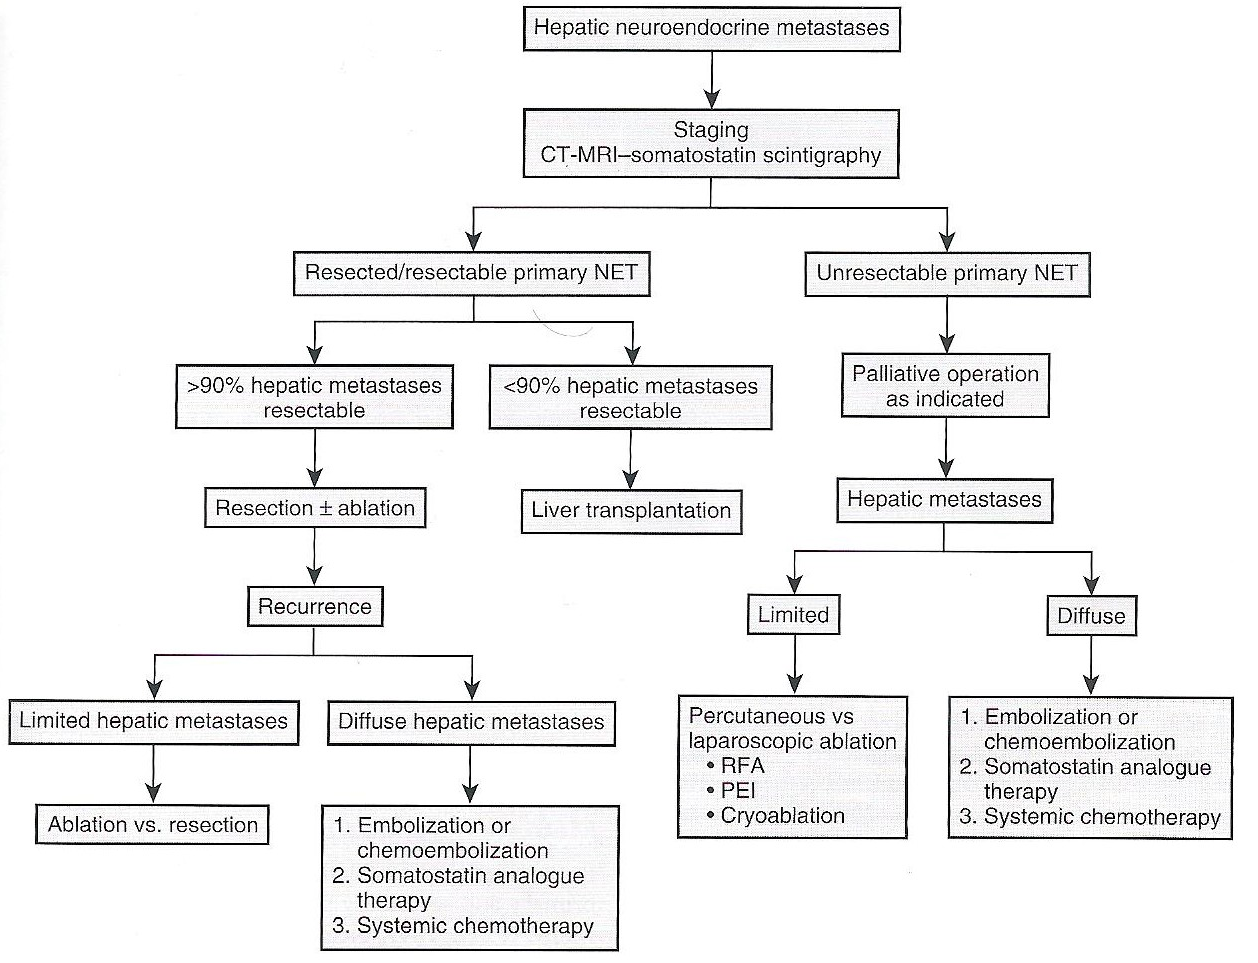 Hepatic neuroendocrine metastases
Staging
CT-MRI–somatostatin scintigraphy
Resected/resectable primary NET
Unresectable primary NET
>90% hepatic metastases
resectable
<90% hepatic metastases
resectable
Palliative operation
as indicated
Resection ± ablation
Liver transplantation
Hepatic metastases
Recurrence
Limited
Diffuse
Limited hepatic metastases
Diffuse hepatic metastases
Percutaneous vs
laparoscopic ablation
• RFA
• PEI
• Cryoablation
1. Embolization or
chemoembolization
2. Somatostatin analogue
therapy
3. Systemic chemotherapy
Ablation vs. resection
1. Embolization or
chemoembolization
2. Somatostatin analogue
therapy
3. Systemic chemotherapy